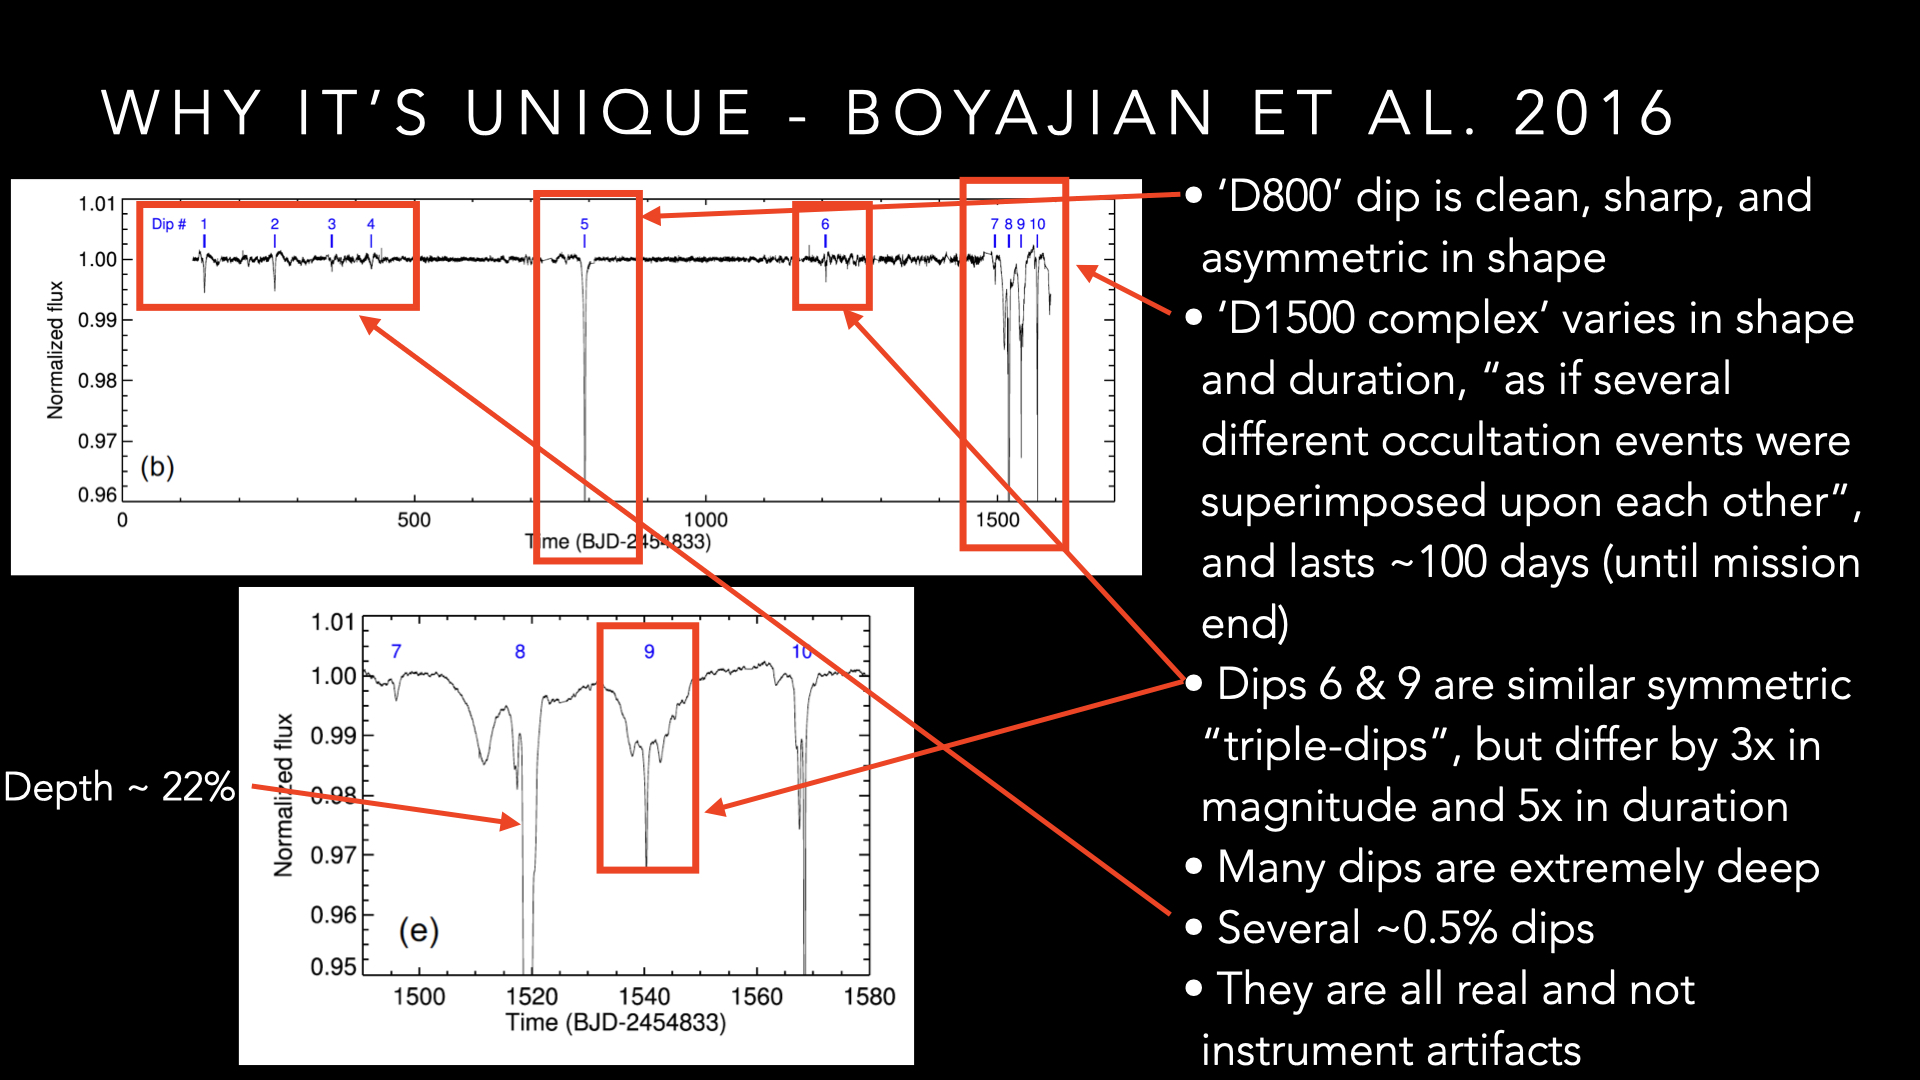 WHY IT’S UNIQUE - BOYAJIAN ET AL. 2016
1.01
1.00
0.99
0.98
0.97
0.96
Normalized flux
Dip # 1 2 3 4 5 6 7 8 9 10
(b)
0 500 1000 1500
Time (BJD-2454833)
1.01
1.00
0.99
0.98
0.97
0.96
0.95
Normalized flux
7 8 9 10
(e)
1500 1520 1540 1560 1580
Time (BJD-2454833)
Depth ~ 22%
• ‘D800’ dip is clean, sharp, and
asymmetric in shape
• ‘D1500 complex’ varies in shape
and duration, “as if several
different occultation events were
superimposed upon each other”,
and lasts ~100 days (until mission
end)
• Dips 6 & 9 are similar symmetric
“triple-dips”, but differ by 3x in
magnitude and 5x in duration
• Many dips are extremely deep
• Several ~0.5% dips
• They are all real and not
instrument artifacts